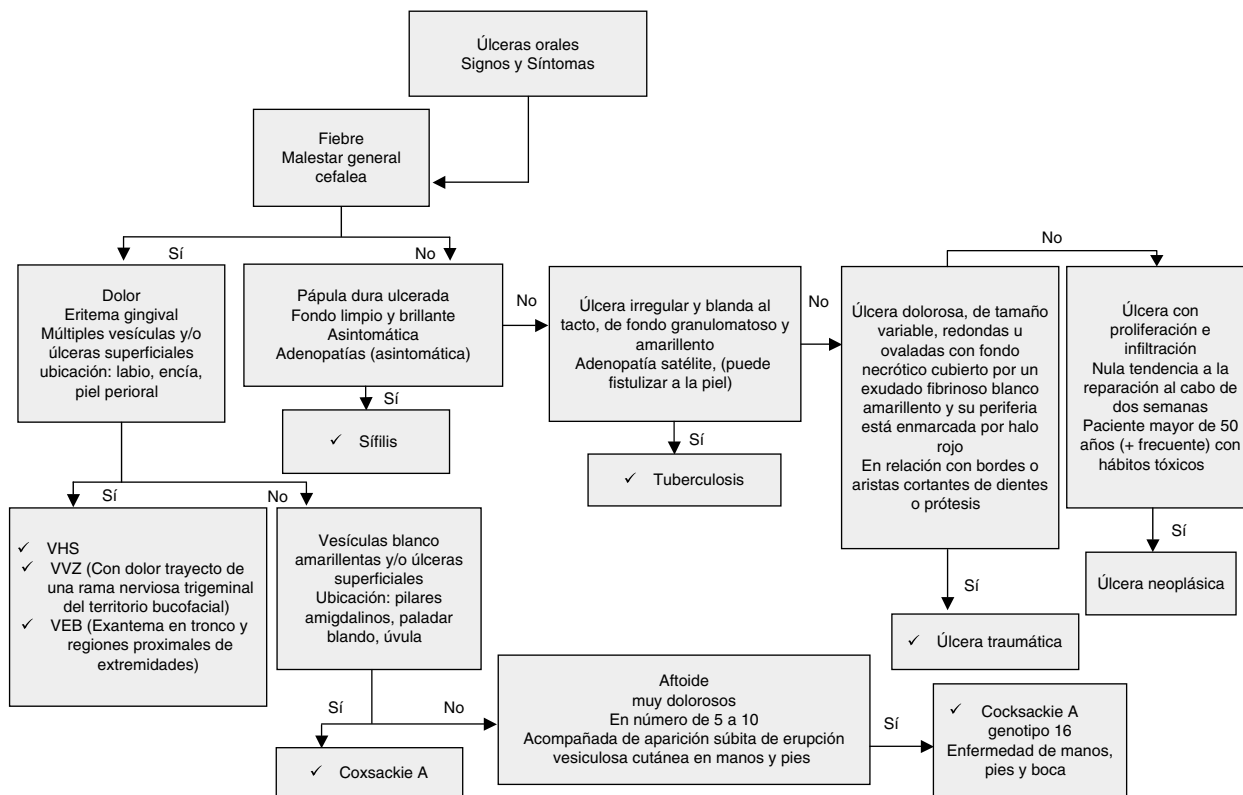 Úlceras orales
Signos y Síntomas
Fiebre
Malestar general
cefalea
Sí
No
Dolor
Eritema gingival
Múltiples vesículas y/o
úlceras superficiales
ubicación: labio, encía,
piel perioral
Pápula dura ulcerada
Fondo limpio y brillante
Asintomática
Adenopatías (asintomática)
No
Úlcera irregular y blanda al
tacto, de fondo granulomatoso y
amarillento
Adenopatía satélite, (puede
fistulizar a la piel)
No
Úlcera dolorosa, de tamaño
variable, redondas u
ovaladas con fondo
necrótico cubierto por un
exudado fibrinoso blanco
amarillento y su periferia
está enmarcada por halo
rojo
En relación con bordes o
aristas cortantes de dientes
o prótesis
No
Úlcera con
proliferación e
infiltración
Nula tendencia a la
reparación al cabo de
dos semanas
Paciente mayor de 50
años (+ frecuente) con
hábitos tóxicos
Sí
✓ Sífilis
Sí
✓ Tuberculosis
Sí
✓ Úlcera traumática
Sí
Úlcera neoplásica
Sí
No
✓ VHS
✓ VVZ (Con dolor trayecto de
una rama nerviosa trigeminal
del territorio bucofacial)
✓ VEB (Exantema en tronco y
regiones proximales de
extremidades)
Vesículas blanco
amarillentas y/o úlceras
superficiales
Ubicación: pilares
amigdalinos, paladar
blando, úvula
Sí
No
✓ Coxsackie A
Aftoide
muy dolorosos
En número de 5 a 10
Acompañada de aparición súbita de erupción
vesiculosa cutánea en manos y pies
Sí
✓ Cocksackie A
genotipo 16
Enfermedad de manos,
pies y boca